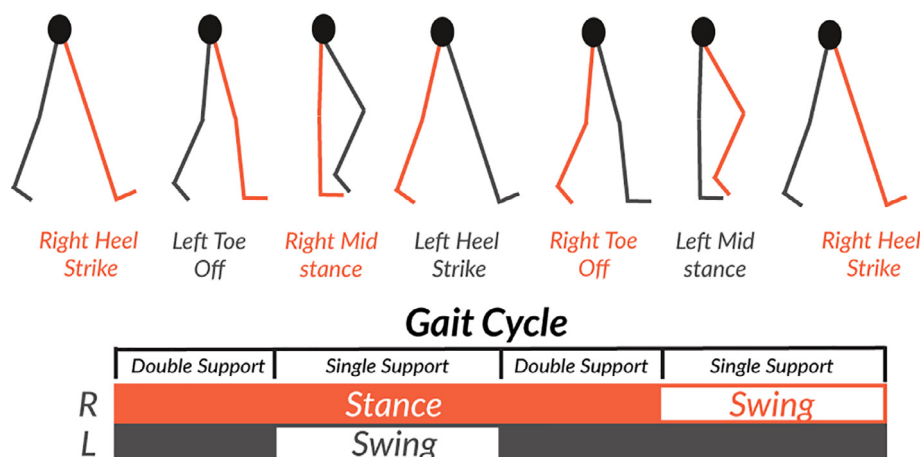 Right Heel
Strike
Left Toe
Off
Right Mid
stance
Left Heel
Strike
Right Toe
Off
Left Mid
stance
Right Heel
Strike
Gait Cycle
Double Support Single Support Double Support Single Support
R Stance Swing
L Swing